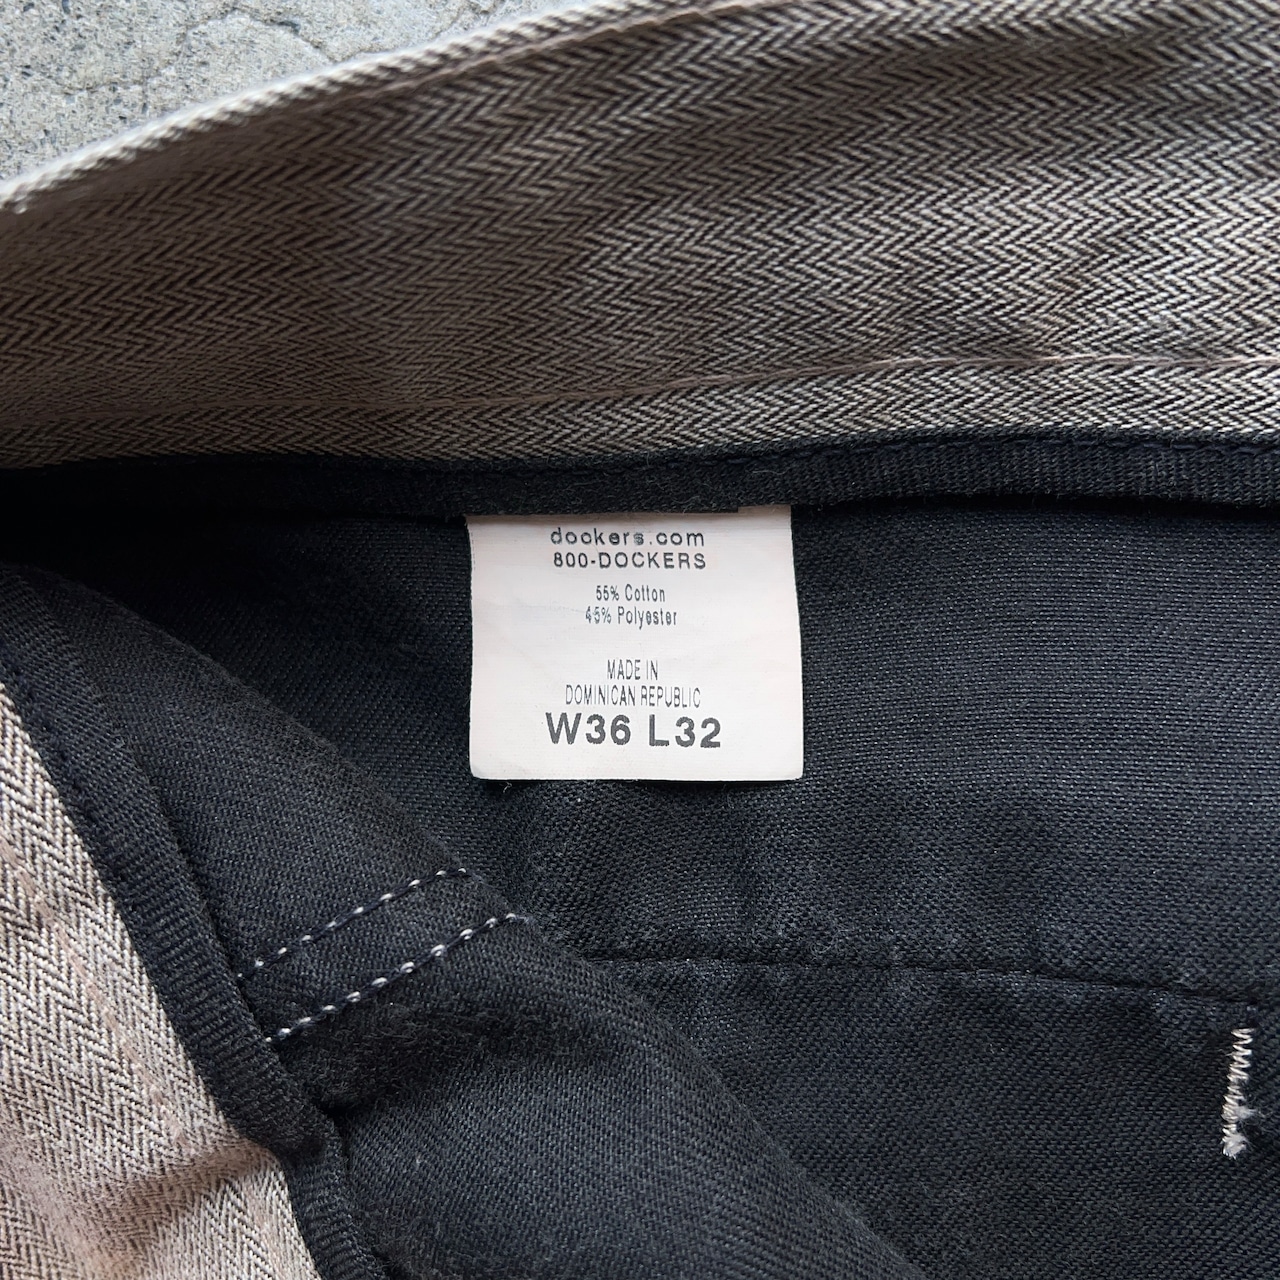 dockers.com
800-DOCKERS
55% Cotton
45% Polyester
MADE IN
DOMINICAN REPUBLIC
W36 L32